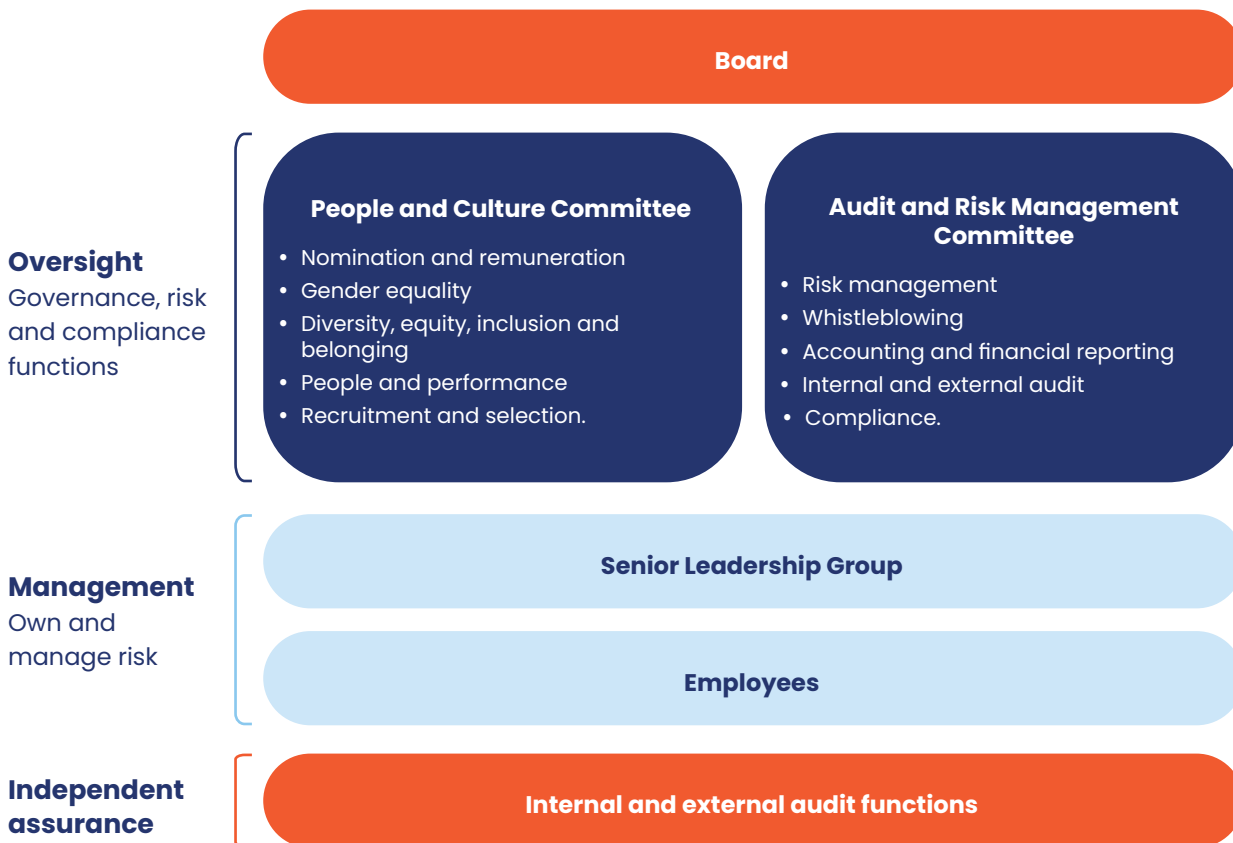 Board
Oversight
Governance, risk
and compliance
functions
People and Culture Committee
• Nomination and remuneration
• Gender equality
• Diversity, equity, inclusion and
belonging
• People and performance
• Recruitment and selection.
Audit and Risk Management
Committee
• Risk management
• Whistleblowing
• Accounting and financial reporting
• Internal and external audit
• Compliance.
Management
Own and
manage risk
Senior Leadership Group
Employees
Independent
assurance
Internal and external audit functions